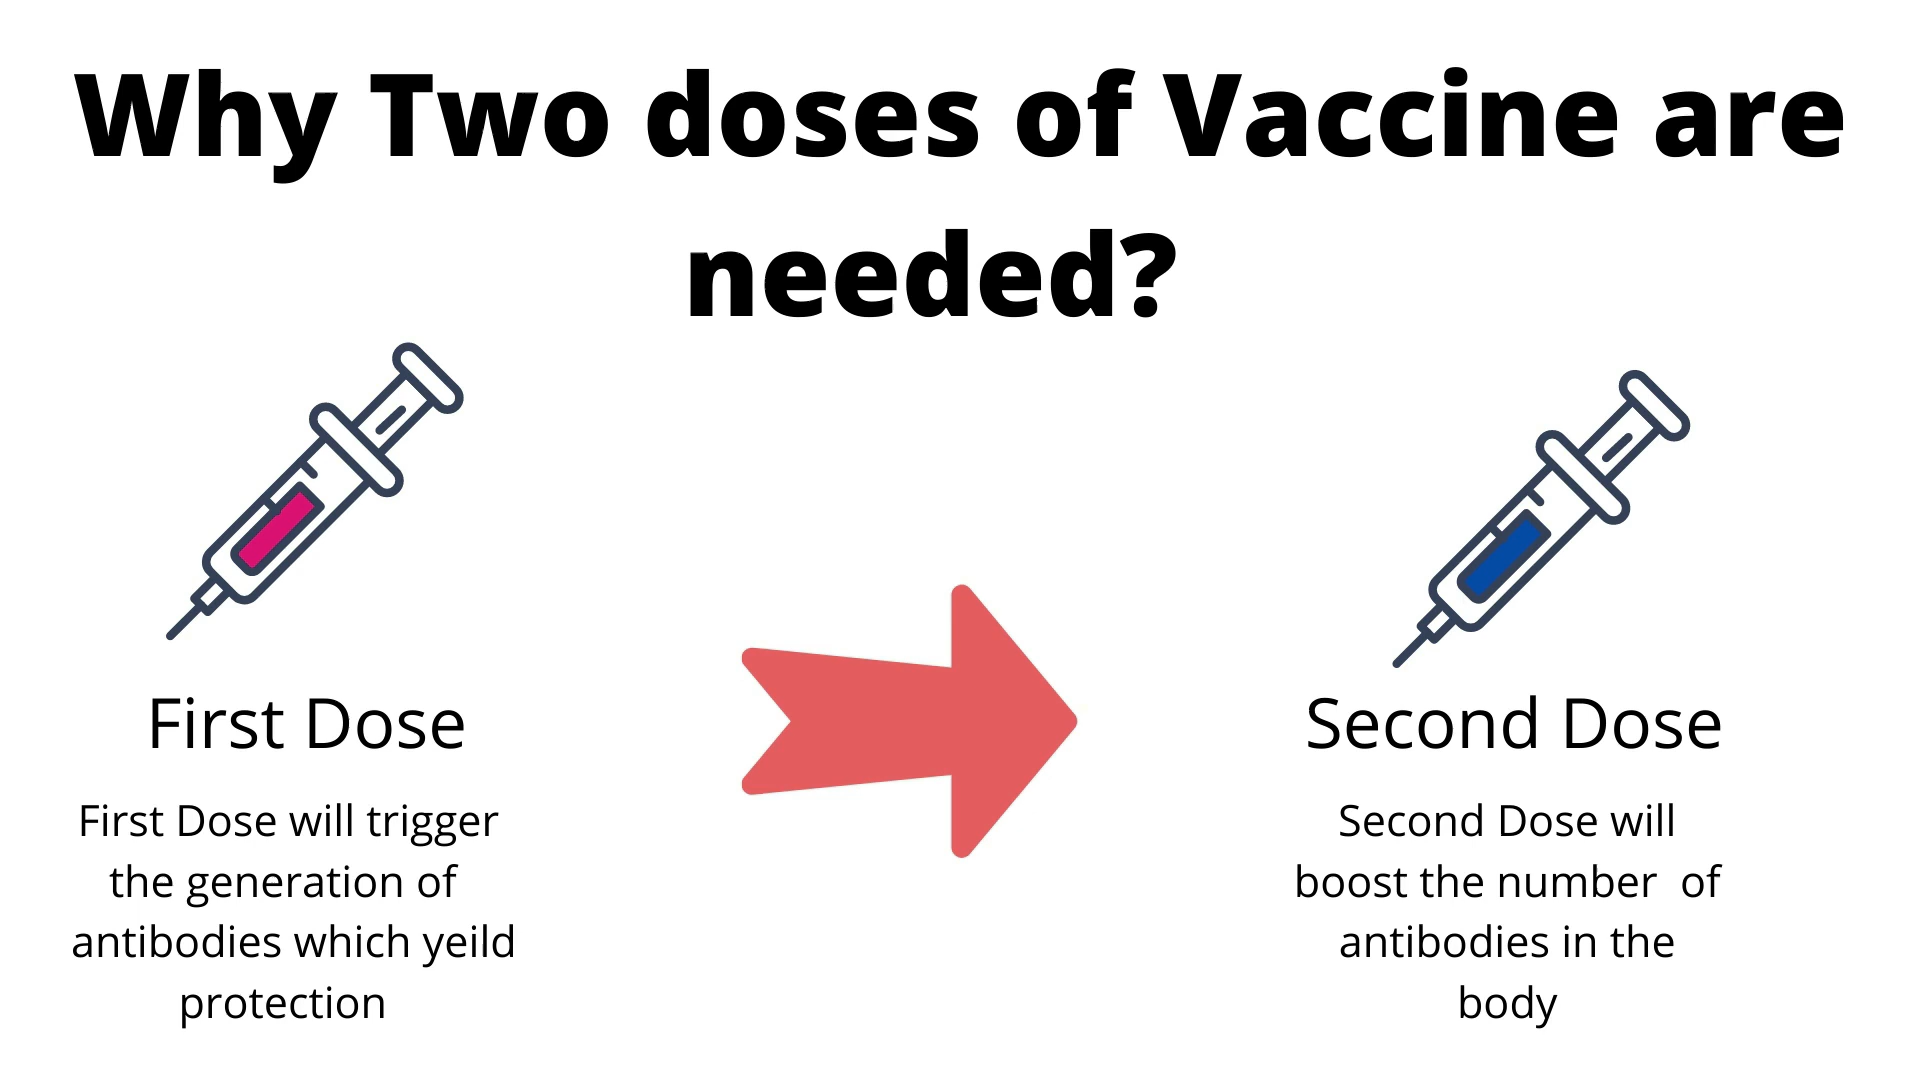 Why Two doses of Vaccine are
needed?
First Dose
First Dose will trigger
the generation of
antibodies which yeild
protection
Second Dose
Second Dose will
boost the number  of
antibodies in the
body